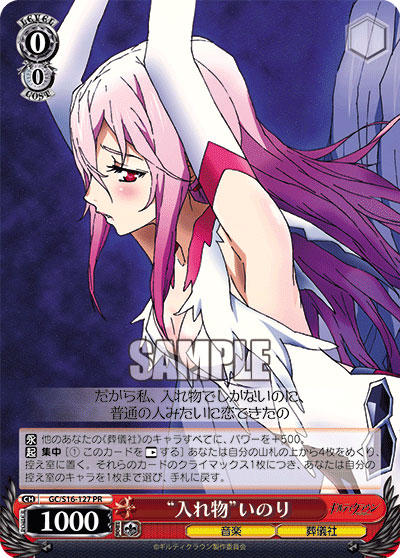 LEVEL
0
0
COST
SAMPLE
だから私、入れ物でしかないのに、
普通の人みたいに恋できたの
永 他のあなたの《葬儀社》のキャラすべてに、パワーを+500。
起 集中 [① このカードを する] あなたは自分の山札の上から4枚をめくり、
控え室に置く。それらのカードのクライマックス1枚につき、あなたは自分の
控え室のキャラを1枚まで選び、手札に戻す。
CH GC/S16-127 PR
1000
“入れ物”いのり
音楽 葬儀社
©ギルティクラウン製作委員会